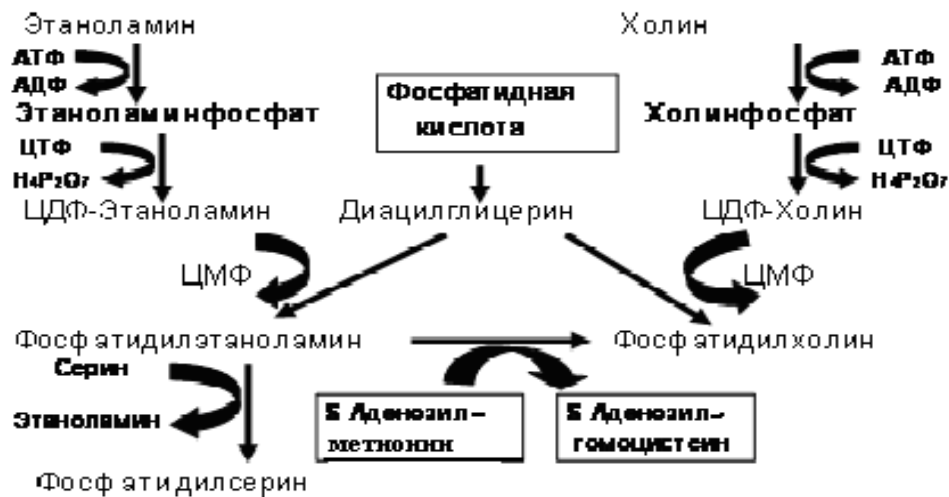 Этаноламин
Холин
АТФ
АДФ
АТФ
АДФ
Фосфатидная
кислота
Этаноламинфосфат
Холинфосфат
ЦТФ
H₄P₂O₇
ЦТФ
H₄P₂O₇
ЦДФ-Этаноламин
Диацилглицерин
ЦДФ-Холин
ЦМФ
ЦМФ
Фосфатидилэтаноламин
Фосфатидилхолин
Серин
Этаноламин
S Аденозил–
метионин
S Аденозил-
гомоцистеин
Фосфатидилсерин